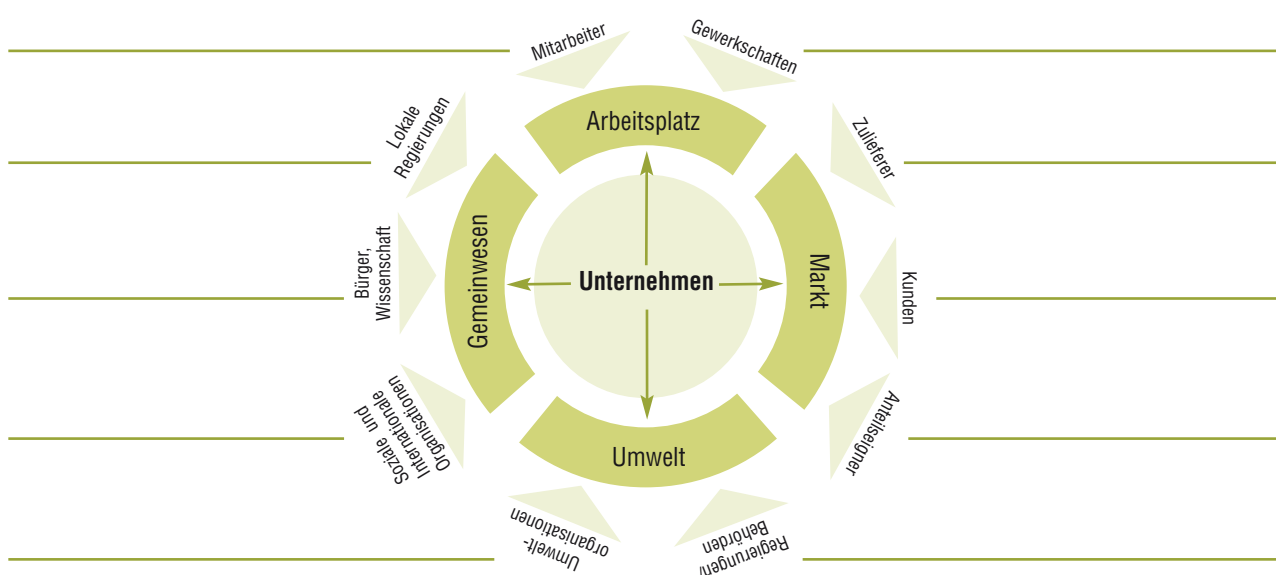 Mitarbeiter
Gewerkschaften
Lokale
Regierungen
Arbeitsplatz
Zulieferer
Bürger,
Wissenschaft
Gemeinwesen
Unternehmen
Markt
Kunden
Soziale und
Internationale
Organisationen
Umwelt
Anteilseigner
Umwelt-
organisationen
Regierungen/
Behörden